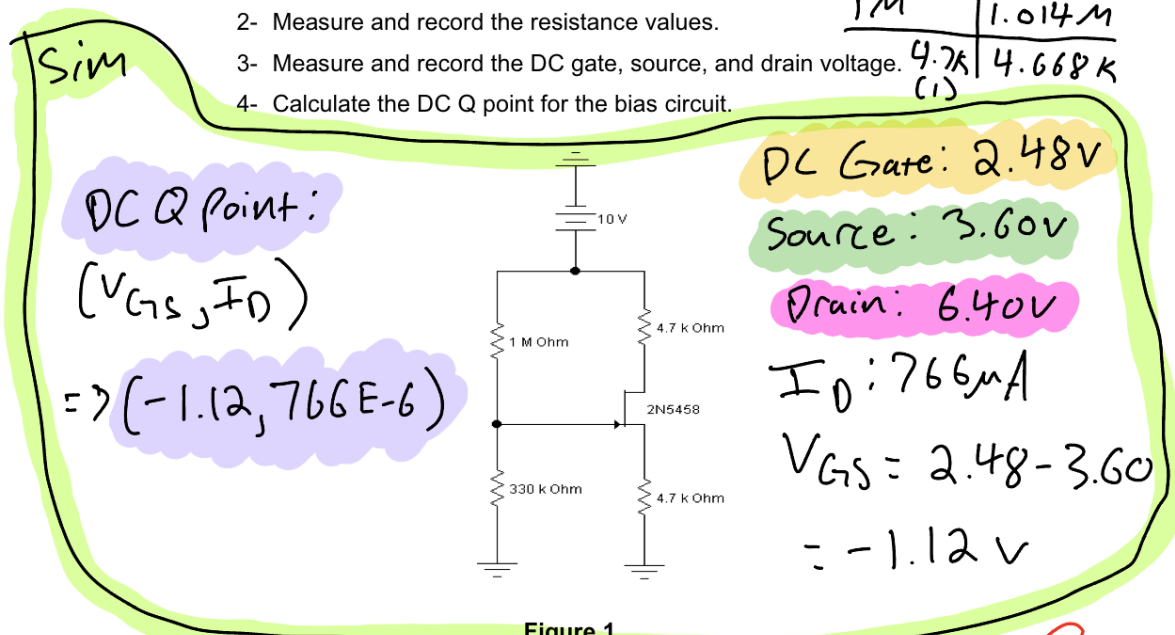 2- Measure and record the resistance values.
1M 1.014M
3- Measure and record the DC gate, source, and drain voltage.
4.7K 4.668K
(1)
4- Calculate the DC Q point for the bias circuit.
Sim
DC Q Point:
(VGS, ID)
=> (-1.12, 766E-6)
10 V
4.7 k Ohm
1 M Ohm
2N5458
330 k Ohm
4.7 k Ohm
DC Gate: 2.48V
Source: 3.60V
Drain: 6.40V
ID: 766μA
VGS = 2.48-3.60
= -1.12 V
Figure 1